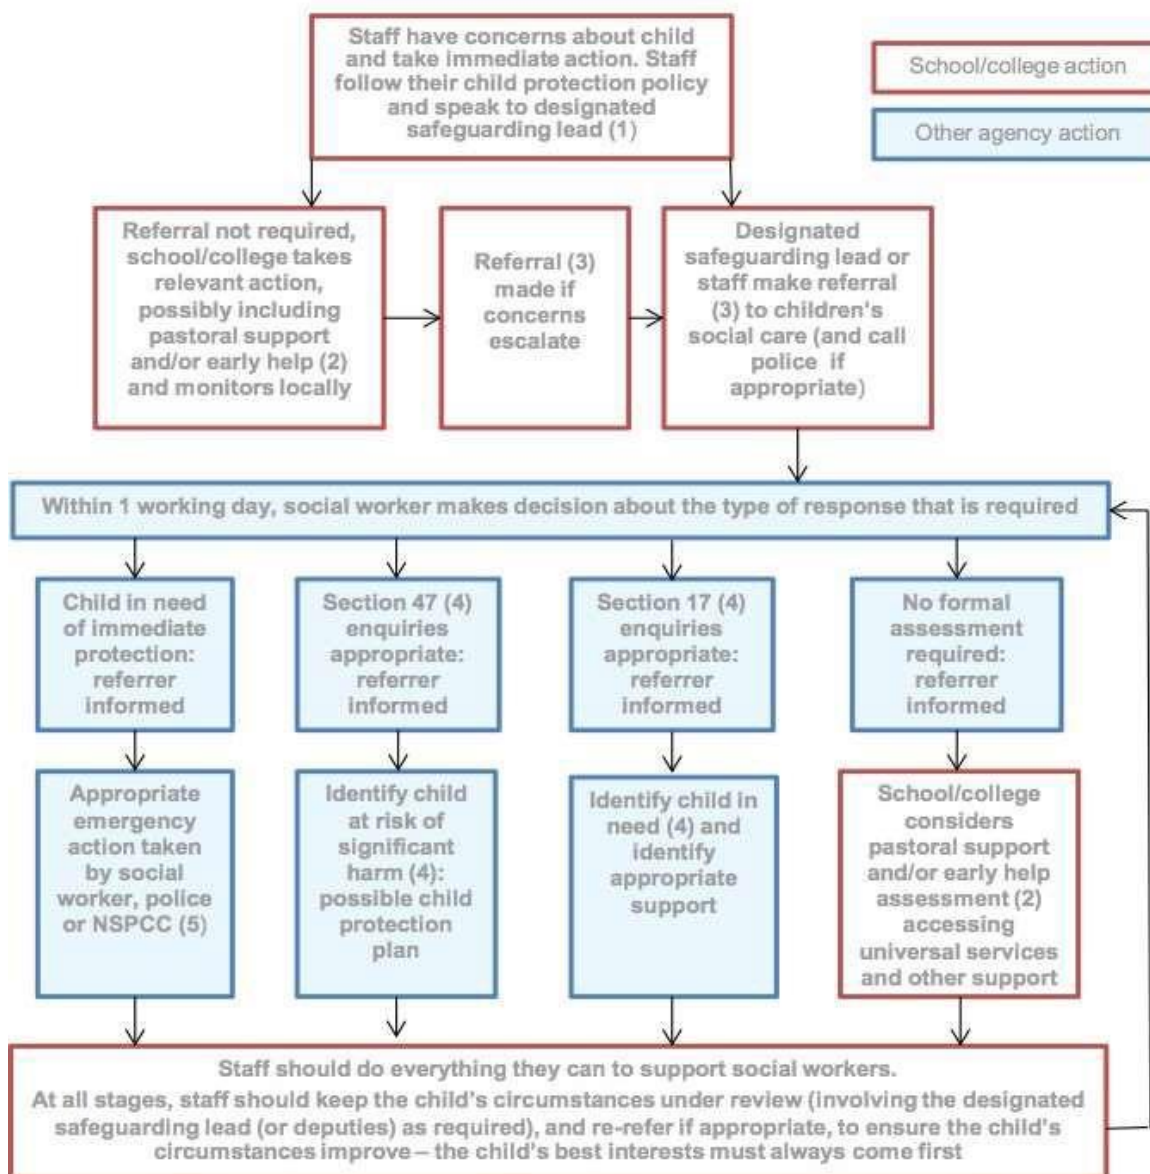 Staff have concerns about child
and take immediate action. Staff
follow their child protection policy
and speak to designated
safeguarding lead (1)
School/college action
Other agency action
Referral not required,
school/college takes
relevant action,
possibly including
pastoral support
and/or early help (2)
and monitors locally
Referral (3)
made if
concerns
escalate
Designated
safeguarding lead or
staff make referral
(3) to children's
social care (and call
police if
appropriate)
Within 1 working day, social worker makes decision about the type of response that is required
Child in need
of immediate
protection:
referrer
informed
Section 47 (4)
enquiries
appropriate:
referrer
informed
Section 17 (4)
enquiries
appropriate:
referrer
informed
No formal
assessment
required:
referrer
informed
Appropriate
emergency
action taken
by social
worker, police
or NSPCC (5)
Identify child
at risk of
significant
harm (4):
possible child
protection
plan
Identify child in
need (4) and
identify
appropriate
support
School/college
considers
pastoral support
and/or early help
assessment (2)
accessing
universal services
and other support
Staff should do everything they can to support social workers.
At all stages, staff should keep the child's circumstances under review (involving the designated
safeguarding lead (or deputies) as required), and re-refer if appropriate, to ensure the child's
circumstances improve – the child's best interests must always come first